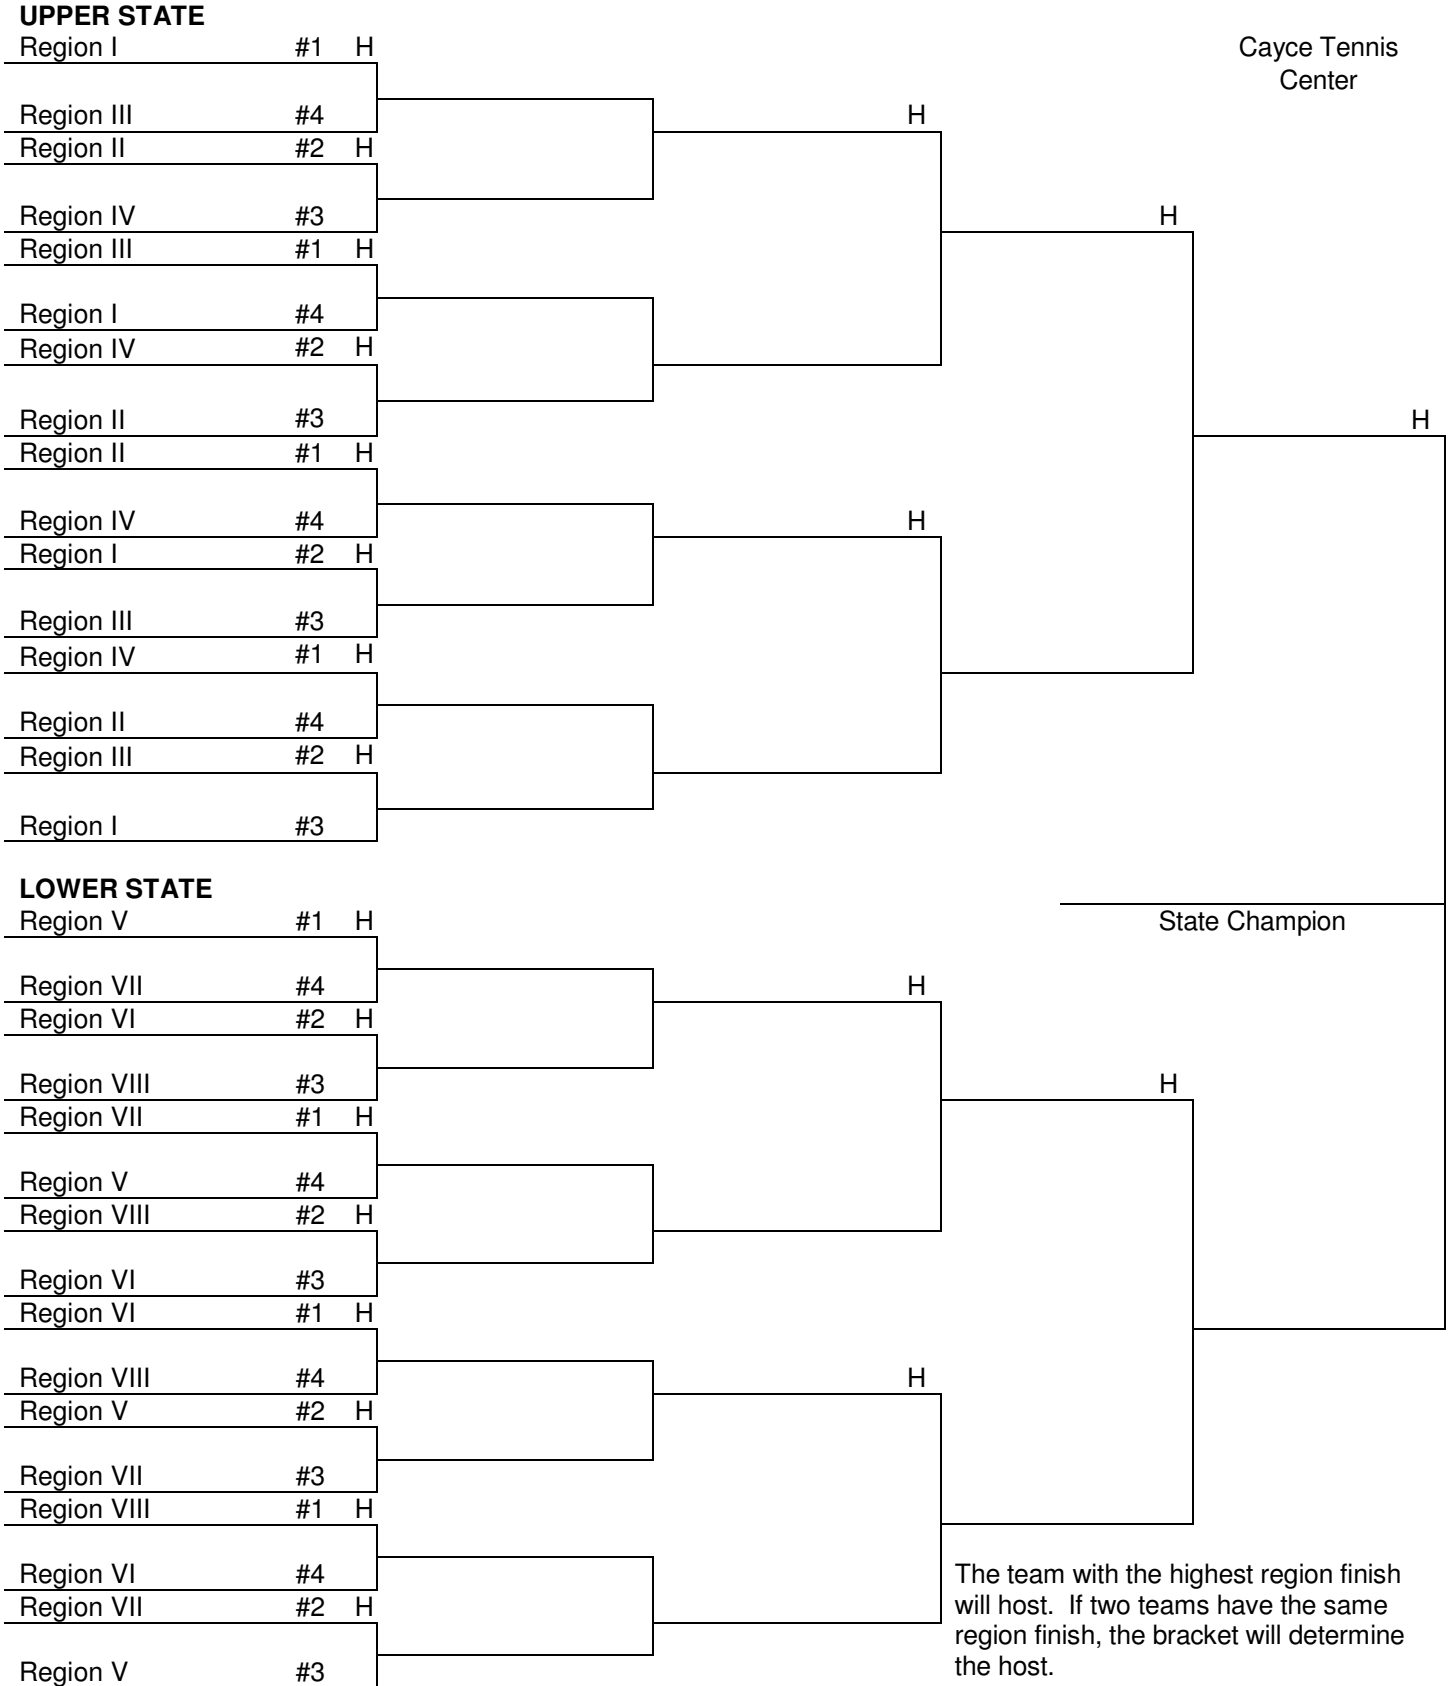 UPPER STATE
Region I #1 H
Cayce Tennis
Center
Region III #4
H
Region II #2 H
Region IV #3
H
Region III #1 H
Region I #4
Region IV #2 H
Region II #3
H
Region II #1 H
Region IV #4
H
Region I #2 H
Region III #3
Region IV #1 H
Region II #4
Region III #2 H
Region I #3
LOWER STATE
Region V #1 H
State Champion
Region VII #4
H
Region VI #2 H
Region VIII #3
H
Region VII #1 H
Region V #4
Region VIII #2 H
Region VI #3
Region VI #1 H
Region VIII #4
H
Region V #2 H
Region VII #3
Region VIII #1 H
Region VI #4
Region VII #2 H
Region V #3
The team with the highest region finish
will host. If two teams have the same
region finish, the bracket will determine
the host.